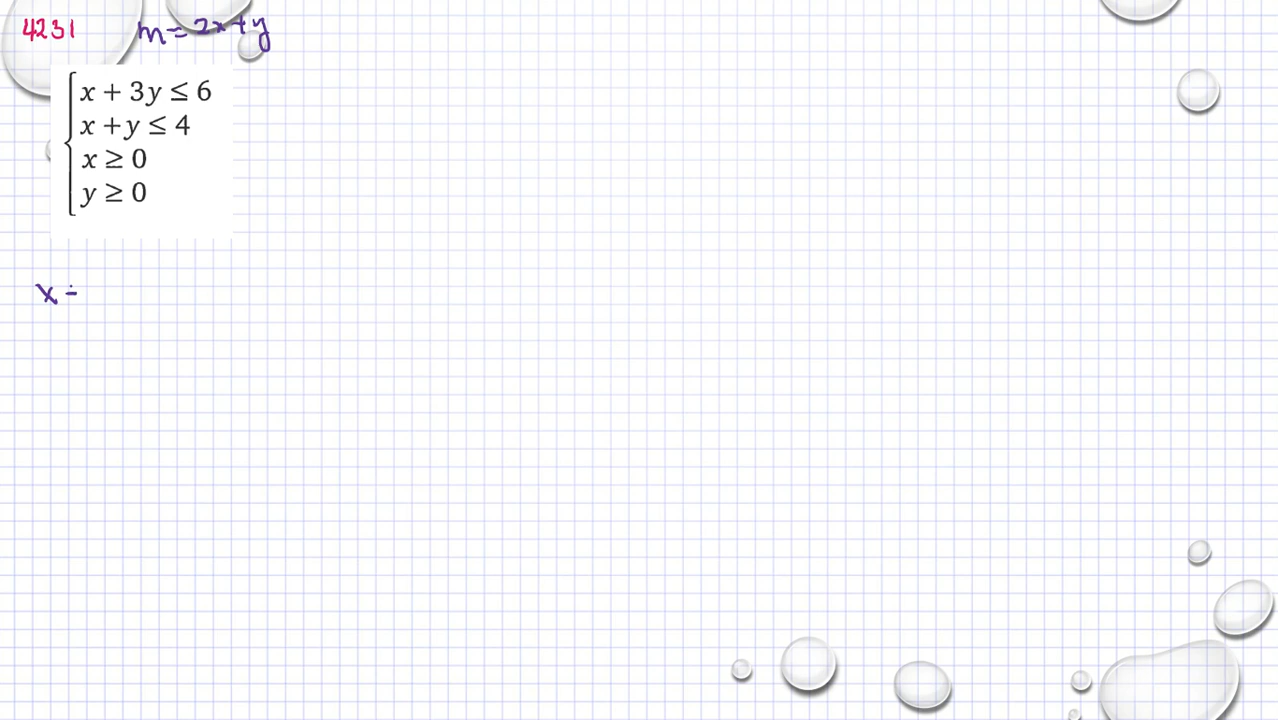 4231 m=2x+y
x + 3y ≤ 6
x + y ≤ 4
x ≥ 0
y ≥ 0
x =